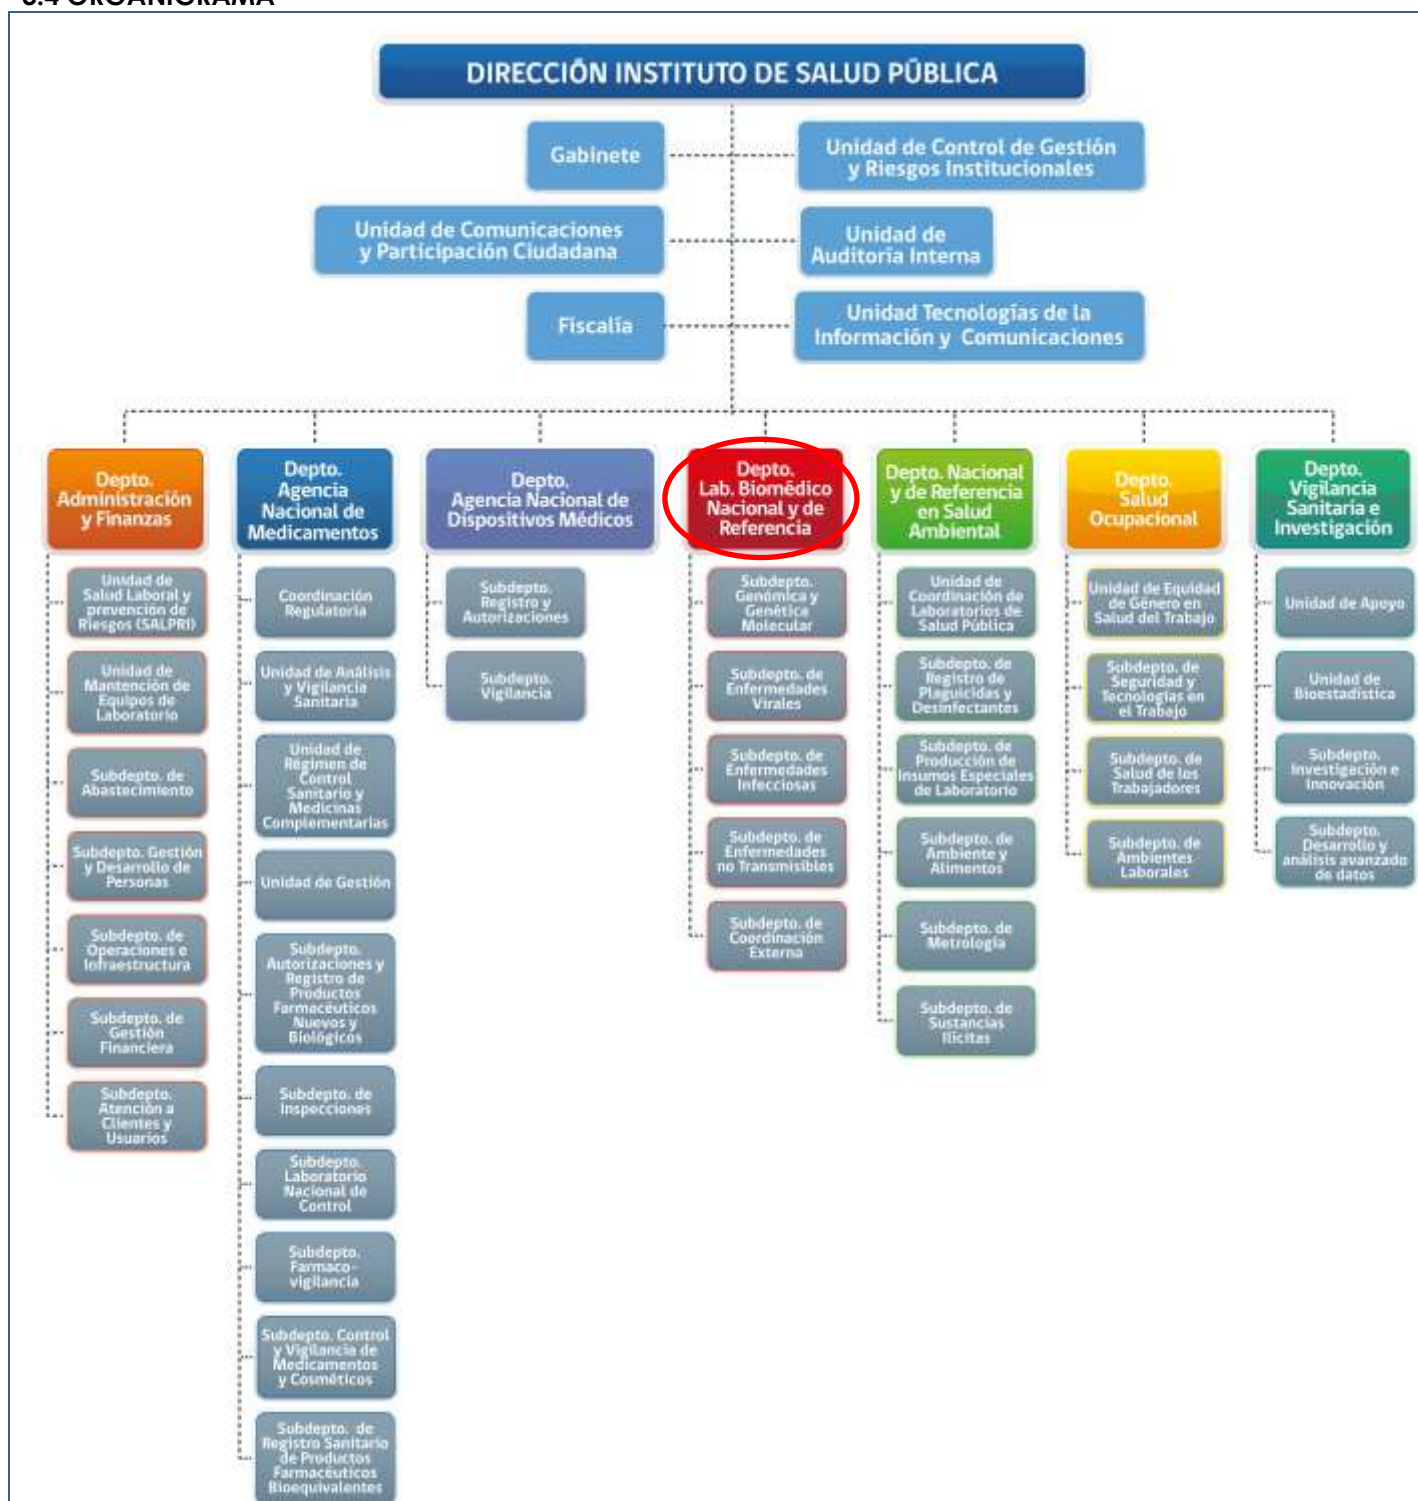 3.4 ORGANIGRAMA
DIRECCIÓN INSTITUTO DE SALUD PÚBLICA
Gabinete
Unidad de Control de Gestión
y Riesgos Institucionales
Unidad de Comunicaciones
y Participación Ciudadana
Unidad de
Auditoría Interna
Fiscalía
Unidad Tecnologías de la
Información y Comunicaciones
Depto.
Administración
y Finanzas
Unidad de
Salud Laboral y
prevención de
Riesgos (SALPRI)
Unidad de
Mantención de
Equipos de
Laboratorio
Subdepto. de
Abastecimiento
Subdepto. Gestión
y Desarrollo de
Personas
Subdepto. de
Operaciones e
Infraestructura
Subdepto. de
Gestión
Financiera
Subdepto.
Atención a
Clientes y
Usuarios
Depto.
Agencia
Nacional de
Medicamentos
Coordinación
Regulatoria
Unidad de Análisis
y Vigilancia
Sanitaria
Unidad de
Régimen de
Control
Sanitario y
Medicinas
Complementarias
Unidad de Gestión
Subdepto.
Autorizaciones y
Registro de
Productos
Farmacéuticos
Nuevos y
Biológicos
Subdepto. de
Inspecciones
Subdepto.
Laboratorio
Nacional de
Control
Subdepto.
Farmaco-
vigilancia
Subdepto. Control
y Vigilancia de
Medicamentos
y Cosméticos
Subdepto. de
Registro Sanitario
de Productos
Farmacéuticos
Bioequivalentes
Depto.
Agencia Nacional de
Dispositivos Médicos
Subdepto.
Registro y
Autorizaciones
Subdepto.
Vigilancia
Depto.
Lab. Biomédico
Nacional y de
Referencia
Subdepto.
Genómica y
Genética
Molecular
Subdepto. de
Enfermedades
Virales
Subdepto. de
Enfermedades
Infecciosas
Subdepto. de
Enfermedades
no Transmisibles
Subdepto. de
Coordinación
Externa
Depto. Nacional
y de Referencia
en Salud
Ambiental
Unidad de
Coordinación de
Laboratorios de
Salud Pública
Subdepto. de
Registro de
Plaguicidas y
Desinfectantes
Subdepto. de
Producción de
Insumos Especiales
de Laboratorio
Subdepto. de
Ambiente y
Alimentos
Subdepto. de
Metrología
Subdepto. de
Sustancias
Ilícitas
Depto.
Salud
Ocupacional
Unidad de Equidad
de Género en
Salud del Trabajo
Subdepto. de
Seguridad y
Tecnologías en
el Trabajo
Subdepto. de
Salud de los
Trabajadores
Subdepto. de
Ambientes
Laborales
Depto.
Vigilancia
Sanitaria e
Investigación
Unidad de Apoyo
Unidad de
Bioestadística
Subdepto.
Investigación e
Innovación
Subdepto.
Desarrollo y
análisis avanzado
de datos